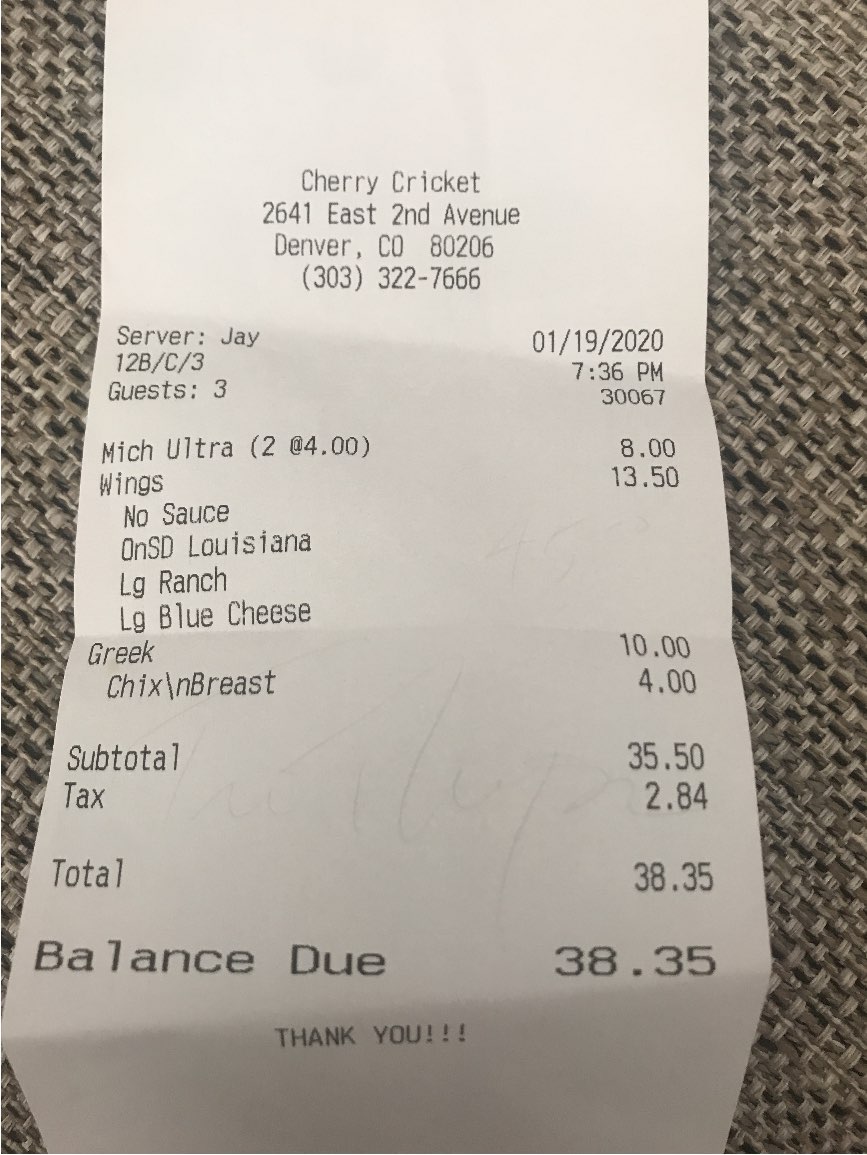 Cherry Cricket
2641 East 2nd Avenue
Denver, CO 80206
(303) 322-7666
Server: Jay 01/19/2020
12B/C/3 7:36 PM
Guests: 3 30067
Mich Ultra (2 @4.00) 8.00
Wings 13.50
No Sauce
OnSD Louisiana
Lg Ranch
Lg Blue Cheese
Greek 10.00
Chix\nBreast 4.00
Subtotal 35.50
Tax 2.84
Total 38.35
Balance Due 38.35
THANK YOU!!!